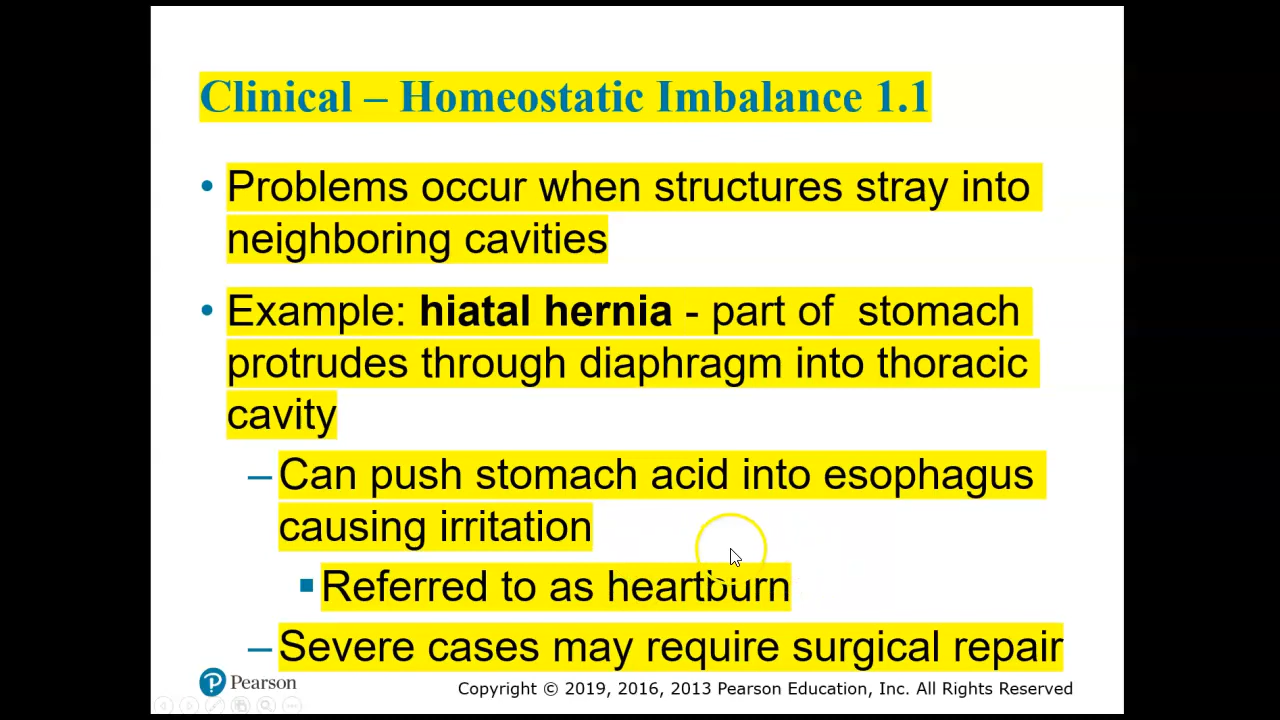 Clinical – Homeostatic Imbalance 1.1
• Problems occur when structures stray into
neighboring cavities
• Example: hiatal hernia - part of  stomach
protrudes through diaphragm into thoracic
cavity
– Can push stomach acid into esophagus
causing irritation
▪ Referred to as heartburn
– Severe cases may require surgical repair
P Pearson
Copyright © 2019, 2016, 2013 Pearson Education, Inc. All Rights Reserved